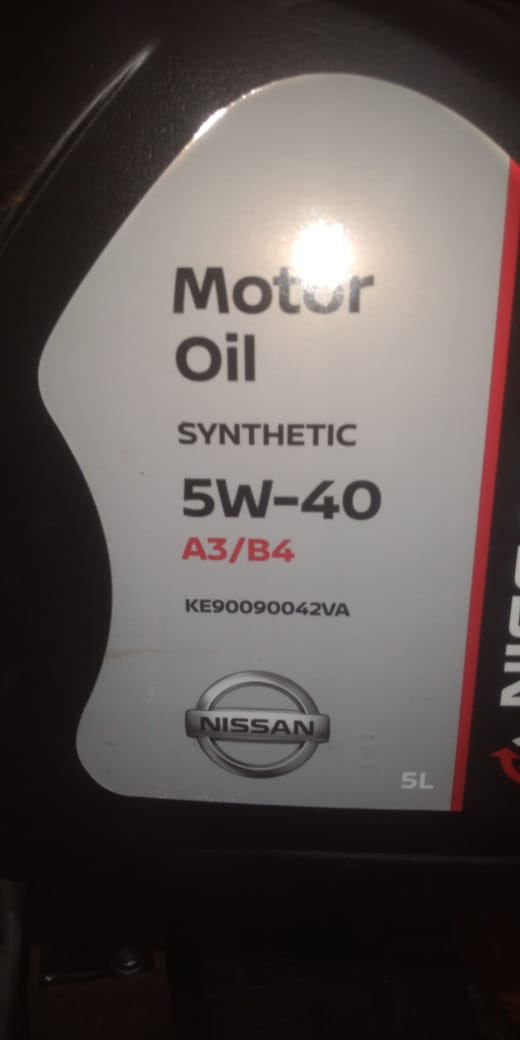 Motor
Oil
SYNTHETIC
5W-40
A3/B4
KE90090042VA
NISSAN
5L